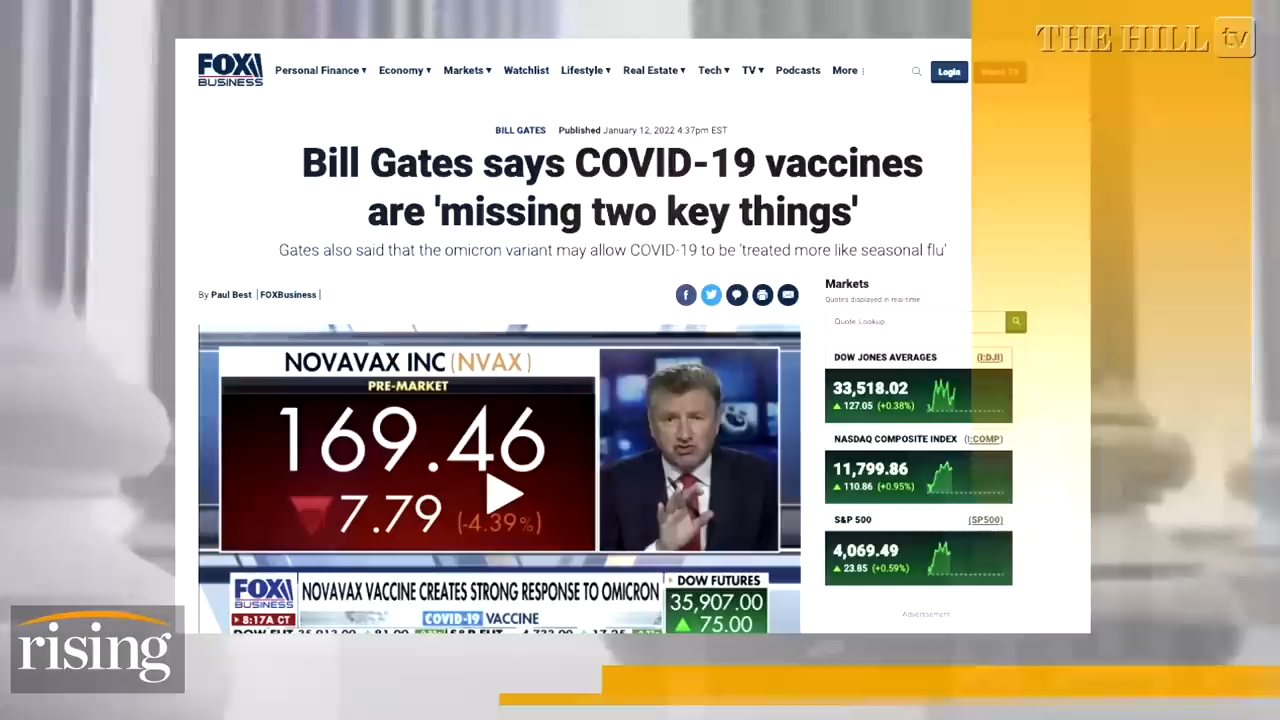 THE HILL tv
FOX BUSINESS
Personal Finance Economy Markets Watchlist Lifestyle Real Estate Tech TV Podcasts More
Login
Watch TV
BILL GATES Published January 12, 2022 4:37pm EST
Bill Gates says COVID-19 vaccines
are 'missing two key things'
Gates also said that the omicron variant may allow COVID-19 to be 'treated more like seasonal flu'
By Paul Best | FOXBusiness |
Markets
Quotes displayed in real-time
Quote Lookup
NOVAVAX INC (NVAX)
PRE-MARKET
169.46
7.79 (-4.39%)
DOW JONES AVERAGES (I:DJI)
33,518.02
127.05 (+0.38%)
NASDAQ COMPOSITE INDEX (I:COMP)
11,799.86
110.86 (+0.95%)
S&P 500 (SP500)
4,069.49
23.85 (+0.59%)
Advertisement
FOX BUSINESS
8:17A CT
NOVAVAX VACCINE CREATES STRONG RESPONSE TO OMICRON
COVID-19 VACCINE
DOW FUTURES
35,907.00
75.00
rising